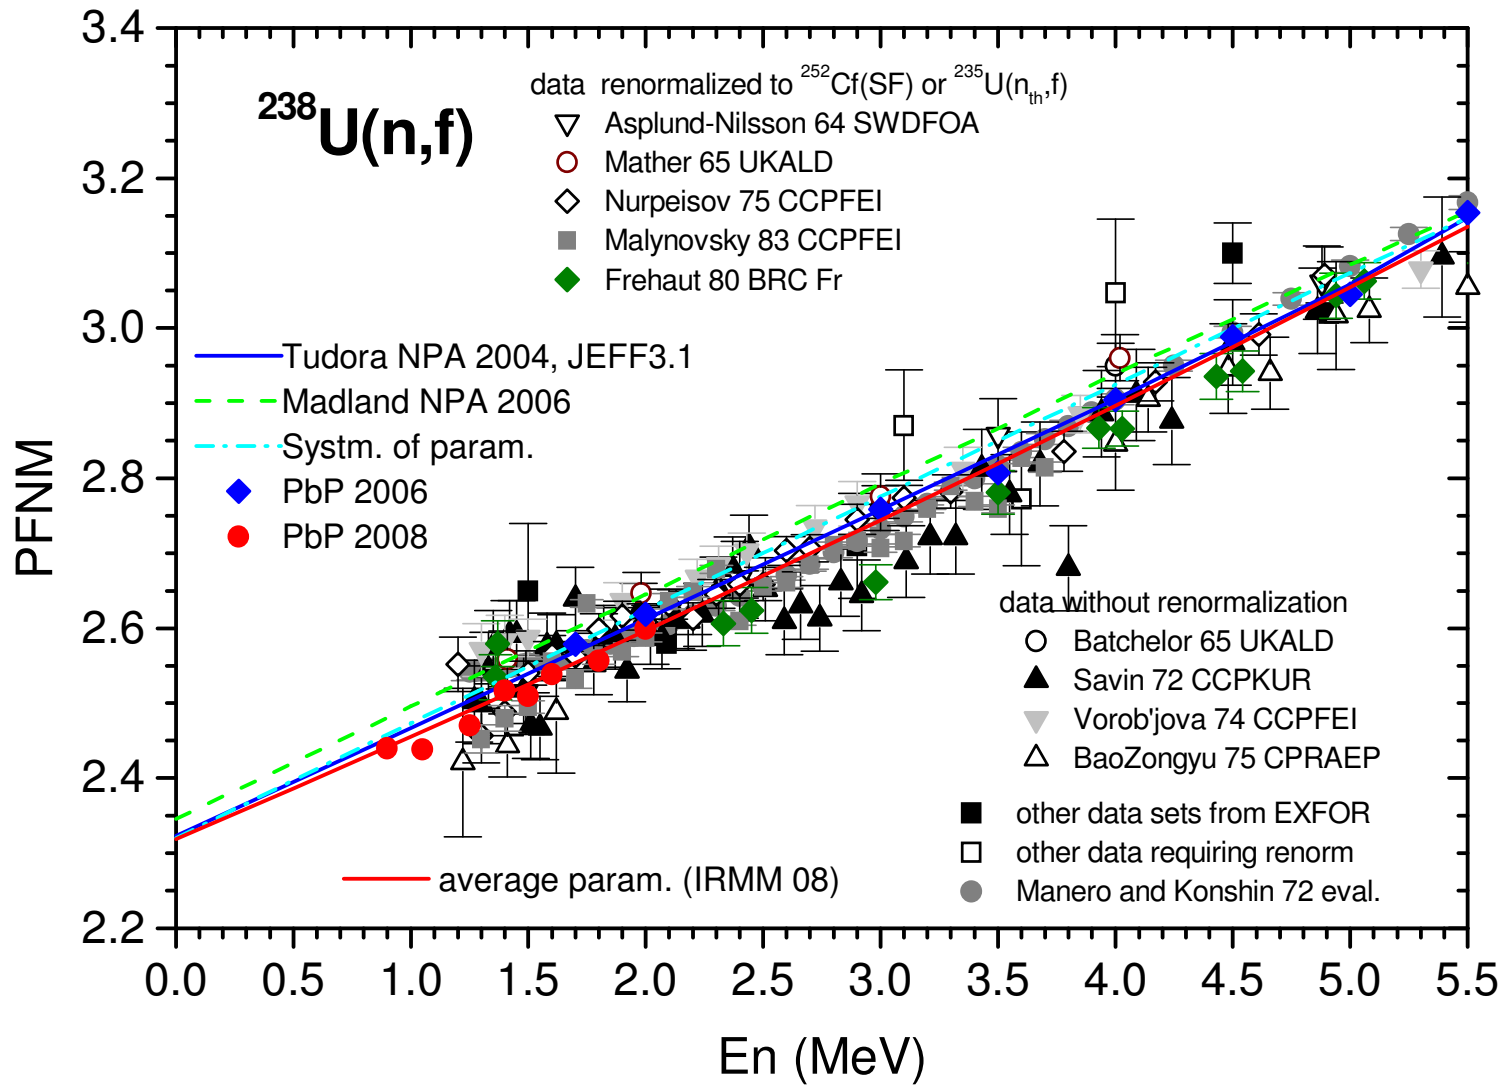 3.4
3.2
3.0
2.8
2.6
2.4
2.2
PFNM
²³⁸U(n,f)
data renormalized to ²⁵²Cf(SF) or ²³⁵U(nₜₕ,f)
Asplund-Nilsson 64 SWDFOA
Mather 65 UKALD
Nurpeisov 75 CCPFEI
Malynovsky 83 CCPFEI
Frehaut 80 BRC Fr
Tudora NPA 2004, JEFF3.1
Madland NPA 2006
Systm. of param.
PbP 2006
PbP 2008
data without renormalization
Batchelor 65 UKALD
Savin 72 CCPKUR
Vorob'jova 74 CCPFEI
BaoZongyu 75 CPRAEP
other data sets from EXFOR
other data requiring renorm
Manero and Konshin 72 eval.
average param. (IRMM 08)
0.0 0.5 1.0 1.5 2.0 2.5 3.0 3.5 4.0 4.5 5.0 5.5
En (MeV)